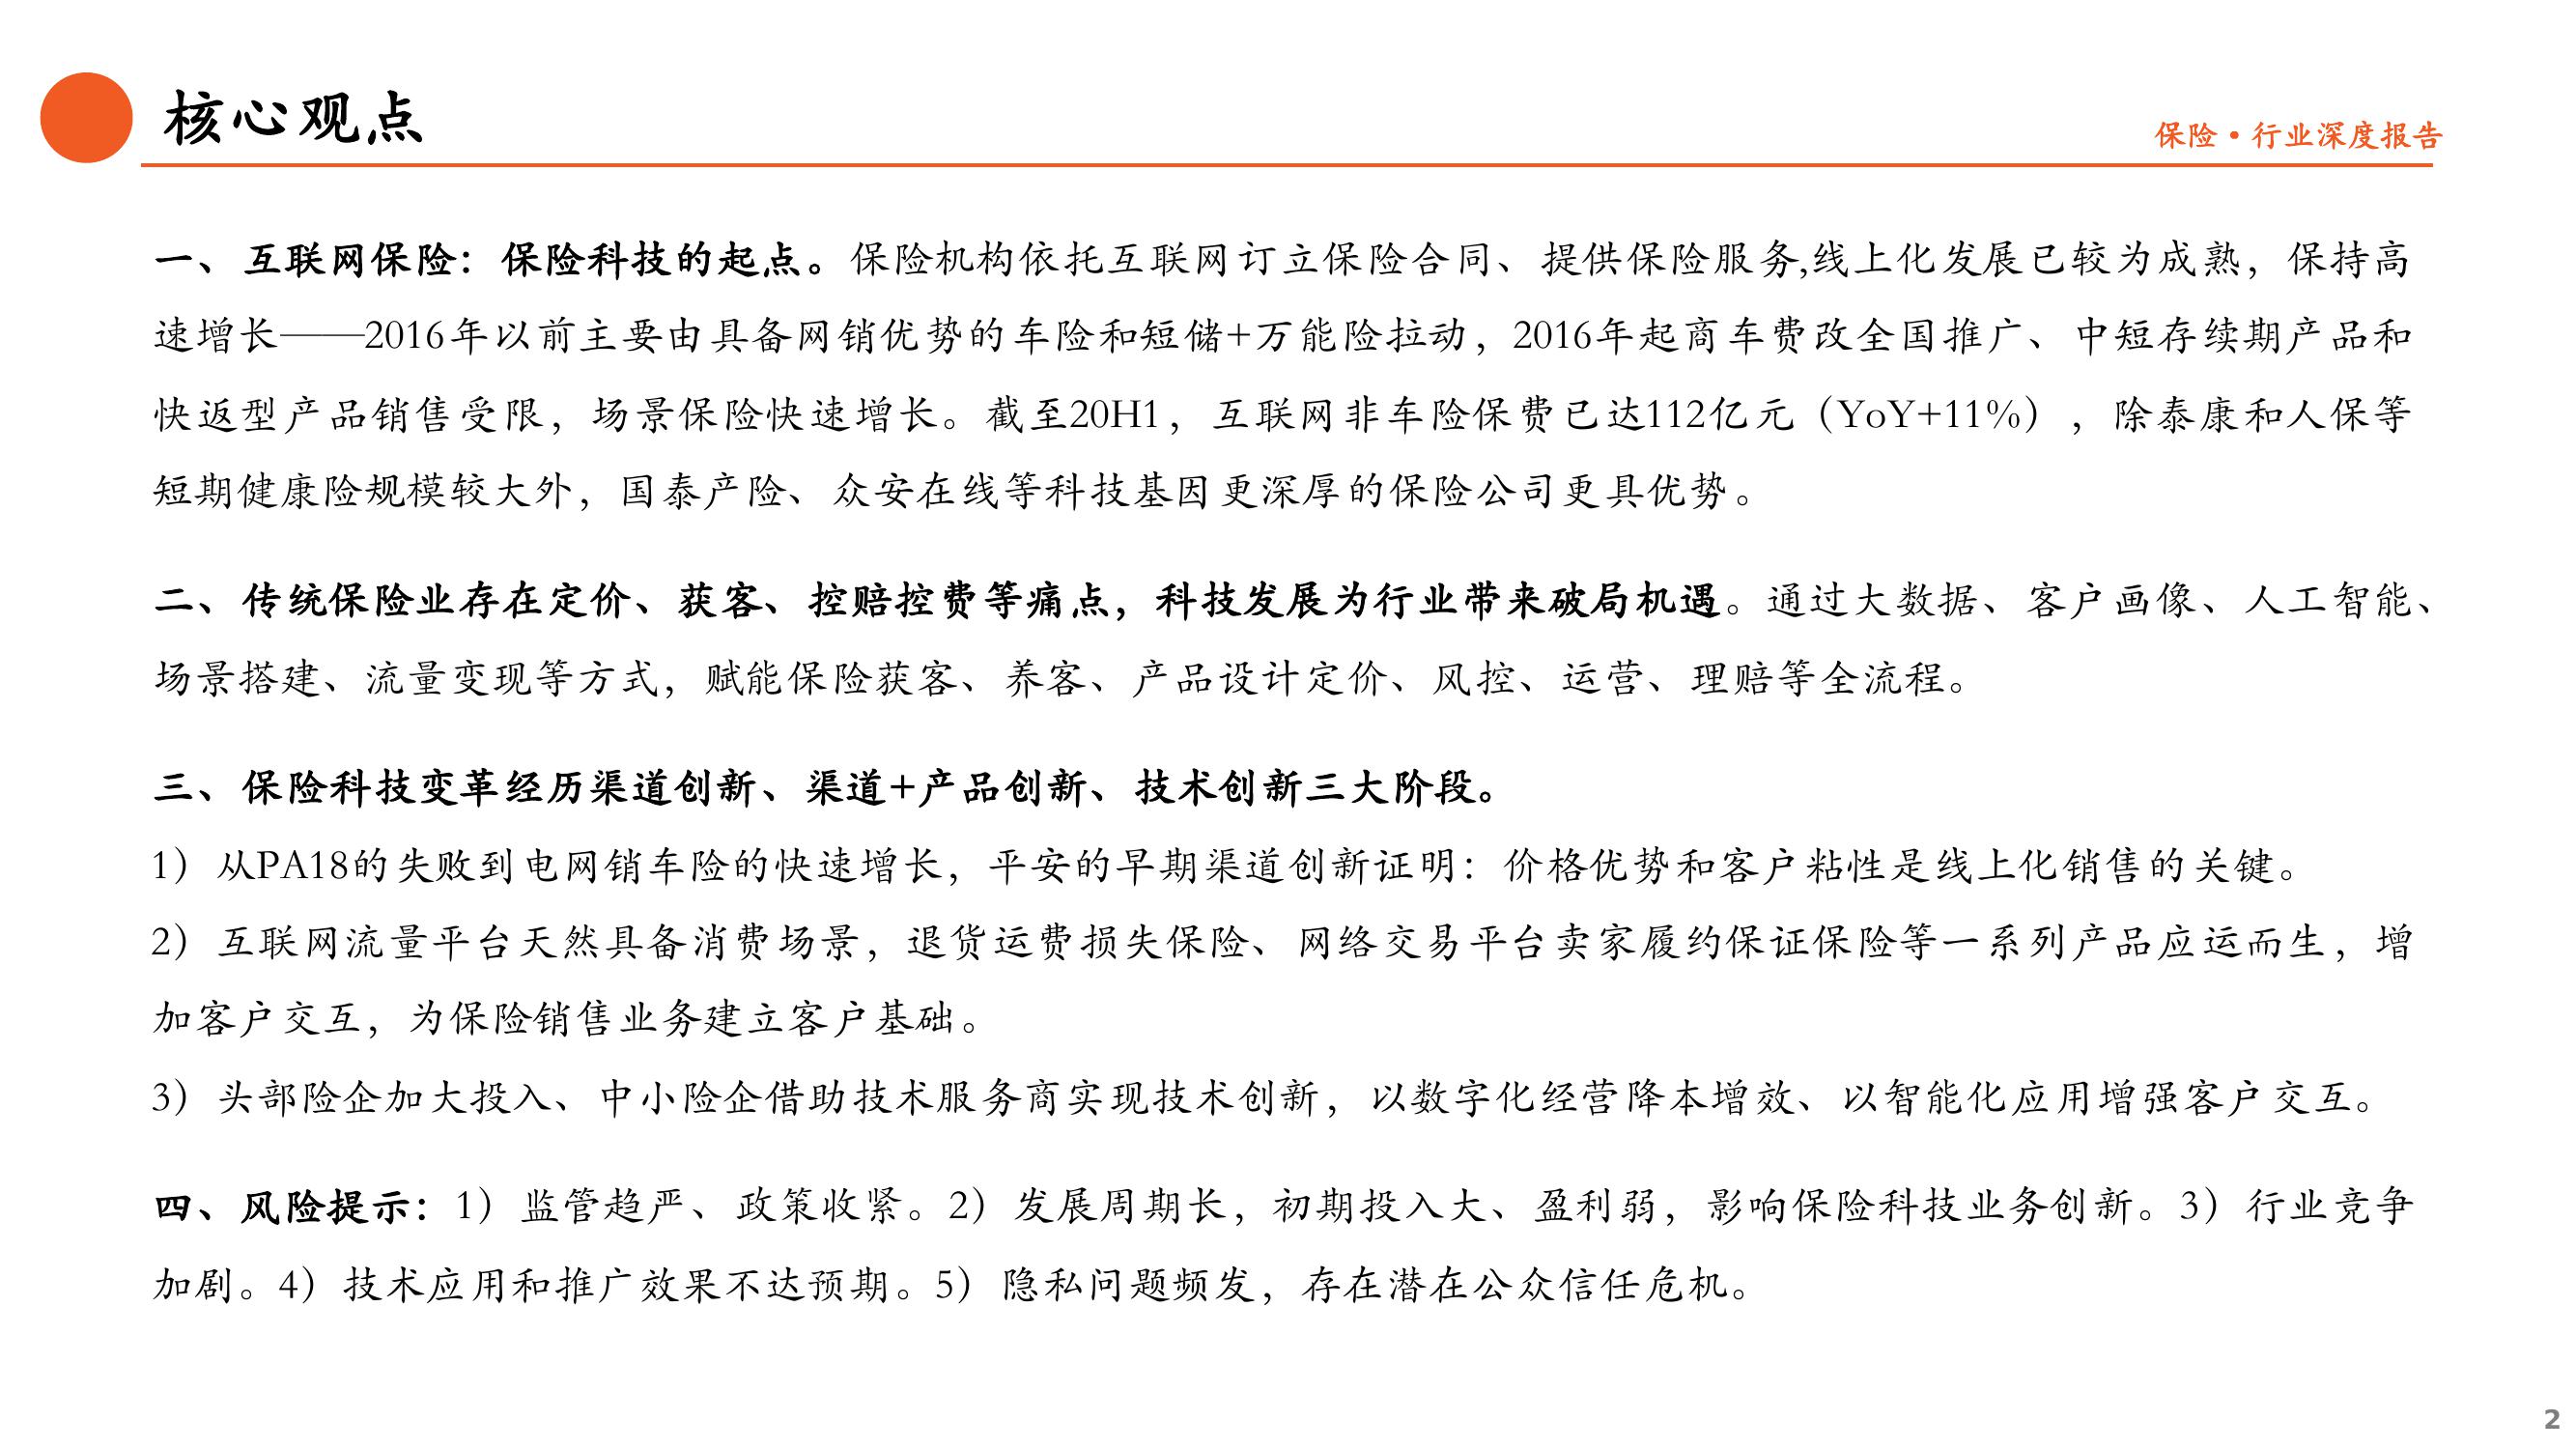 核心观点
保险·行业深度报告
一、互联网保险：保险科技的起点。保险机构依托互联网订立保险合同、提供保险服务,线上化发展已较为成熟，保持高
速增长——2016年以前主要由具备网销优势的车险和短储+万能险拉动，2016年起商车费改全国推广、中短存续期产品和
快返型产品销售受限，场景保险快速增长。截至20H1，互联网非车险保费已达112亿元（YoY+11%），除泰康和人保等
短期健康险规模较大外，国泰产险、众安在线等科技基因更深厚的保险公司更具优势。
二、传统保险业存在定价、获客、控赔控费等痛点，科技发展为行业带来破局机遇。通过大数据、客户画像、人工智能、
场景搭建、流量变现等方式，赋能保险获客、养客、产品设计定价、风控、运营、理赔等全流程。
三、保险科技变革经历渠道创新、渠道+产品创新、技术创新三大阶段。
1）从PA18的失败到电网销车险的快速增长，平安的早期渠道创新证明：价格优势和客户粘性是线上化销售的关键。
2）互联网流量平台天然具备消费场景，退货运费损失保险、网络交易平台卖家履约保证保险等一系列产品应运而生，增
加客户交互，为保险销售业务建立客户基础。
3）头部险企加大投入、中小险企借助技术服务商实现技术创新，以数字化经营降本增效、以智能化应用增强客户交互。
四、风险提示：1）监管趋严、政策收紧。2）发展周期长，初期投入大、盈利弱，影响保险科技业务创新。3）行业竞争
加剧。4）技术应用和推广效果不达预期。5）隐私问题频发，存在潜在公众信任危机。
2